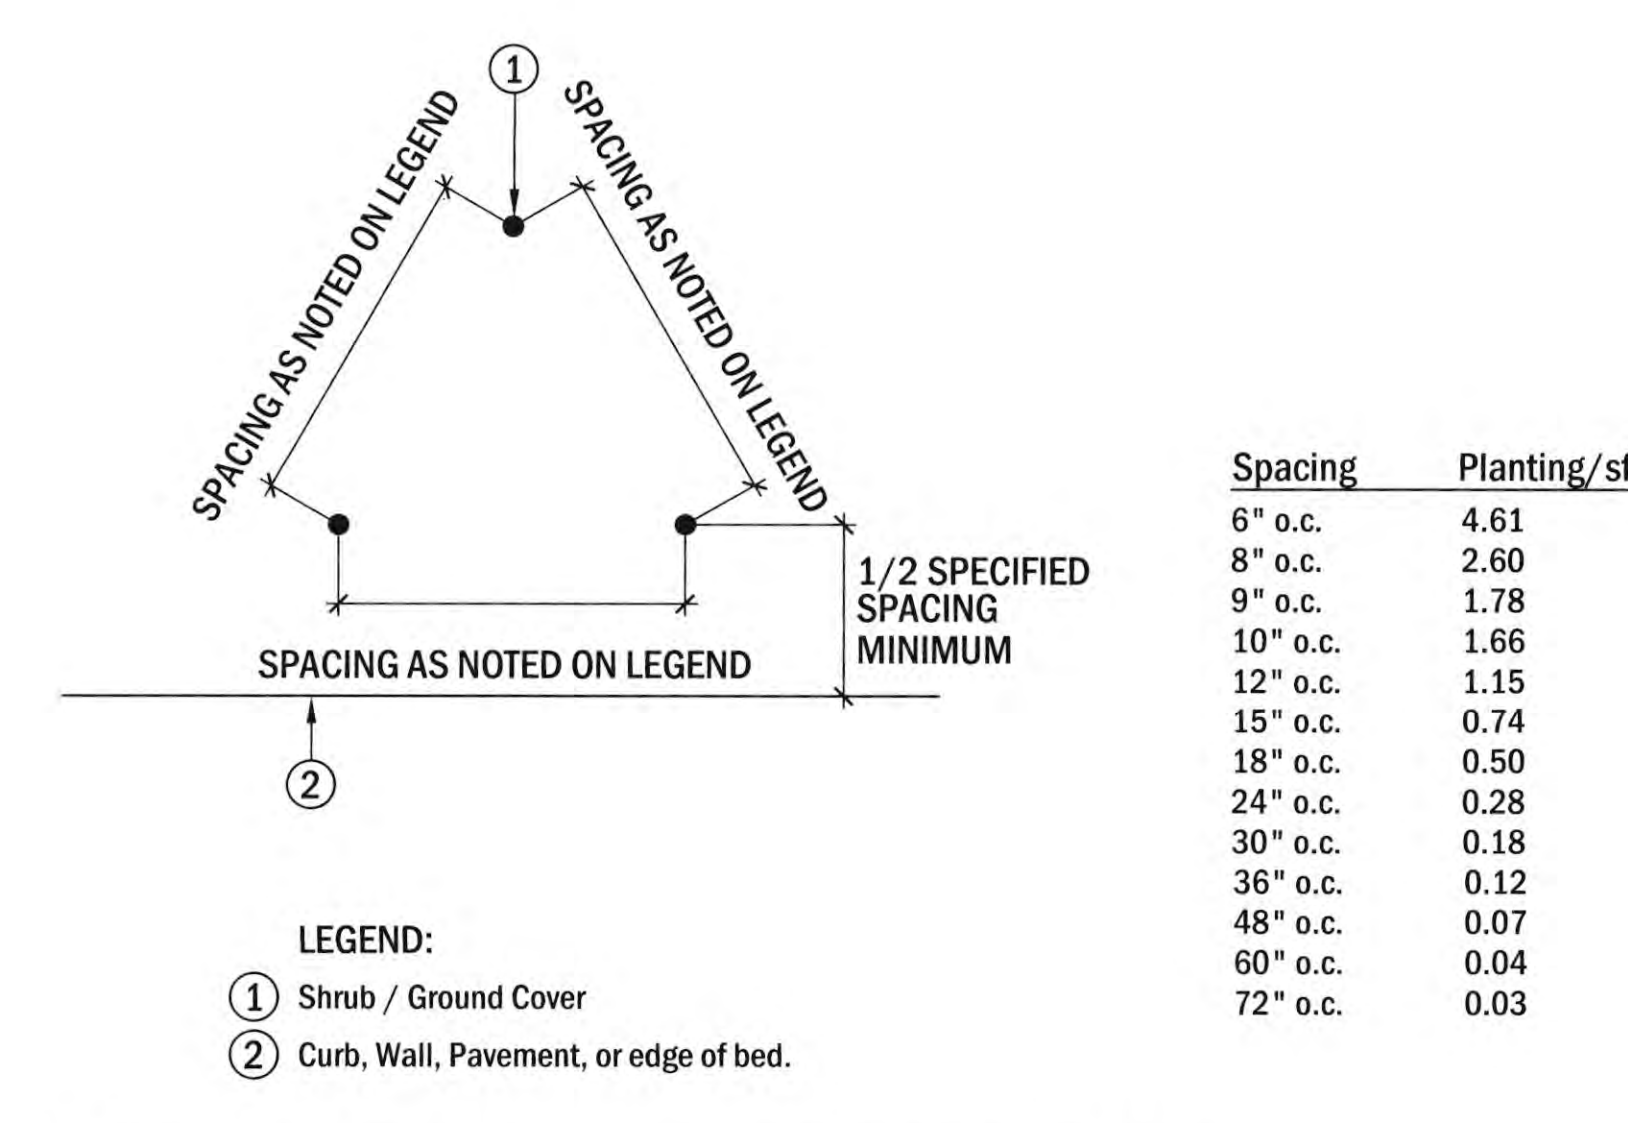 1
SPACING AS NOTED ON LEGEND
SPACING AS NOTED ON LEGEND
1/2 SPECIFIED
SPACING
MINIMUM
SPACING AS NOTED ON LEGEND
2
LEGEND:
1 Shrub / Ground Cover
2 Curb, Wall, Pavement, or edge of bed.
Spacing Planting/sf
6" o.c. 4.61
8" o.c. 2.60
9" o.c. 1.78
10" o.c. 1.66
12" o.c. 1.15
15" o.c. 0.74
18" o.c. 0.50
24" o.c. 0.28
30" o.c. 0.18
36" o.c. 0.12
48" o.c. 0.07
60" o.c. 0.04
72" o.c. 0.03